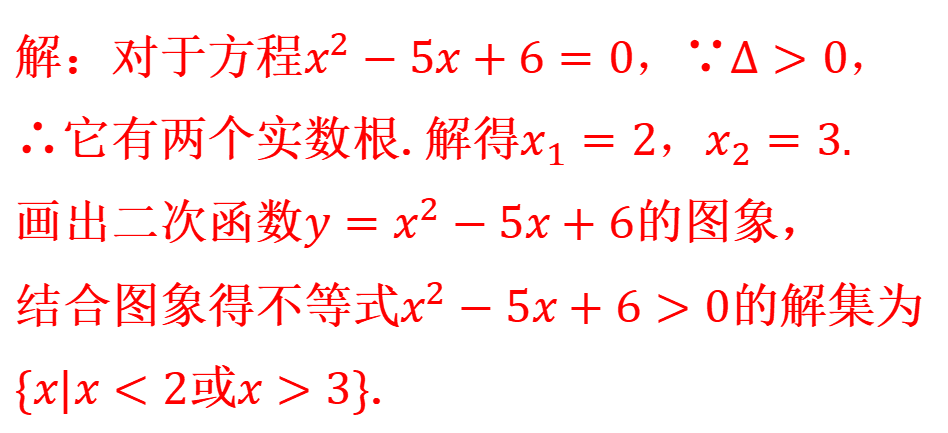 解：对于方程x² − 5x + 6 = 0，∵Δ > 0，
∴它有两个实数根. 解得x₁ = 2，x₂ = 3.
画出二次函数y = x² − 5x + 6的图象，
结合图象得不等式x² − 5x + 6 > 0的解集为
{x|x < 2或x > 3}.